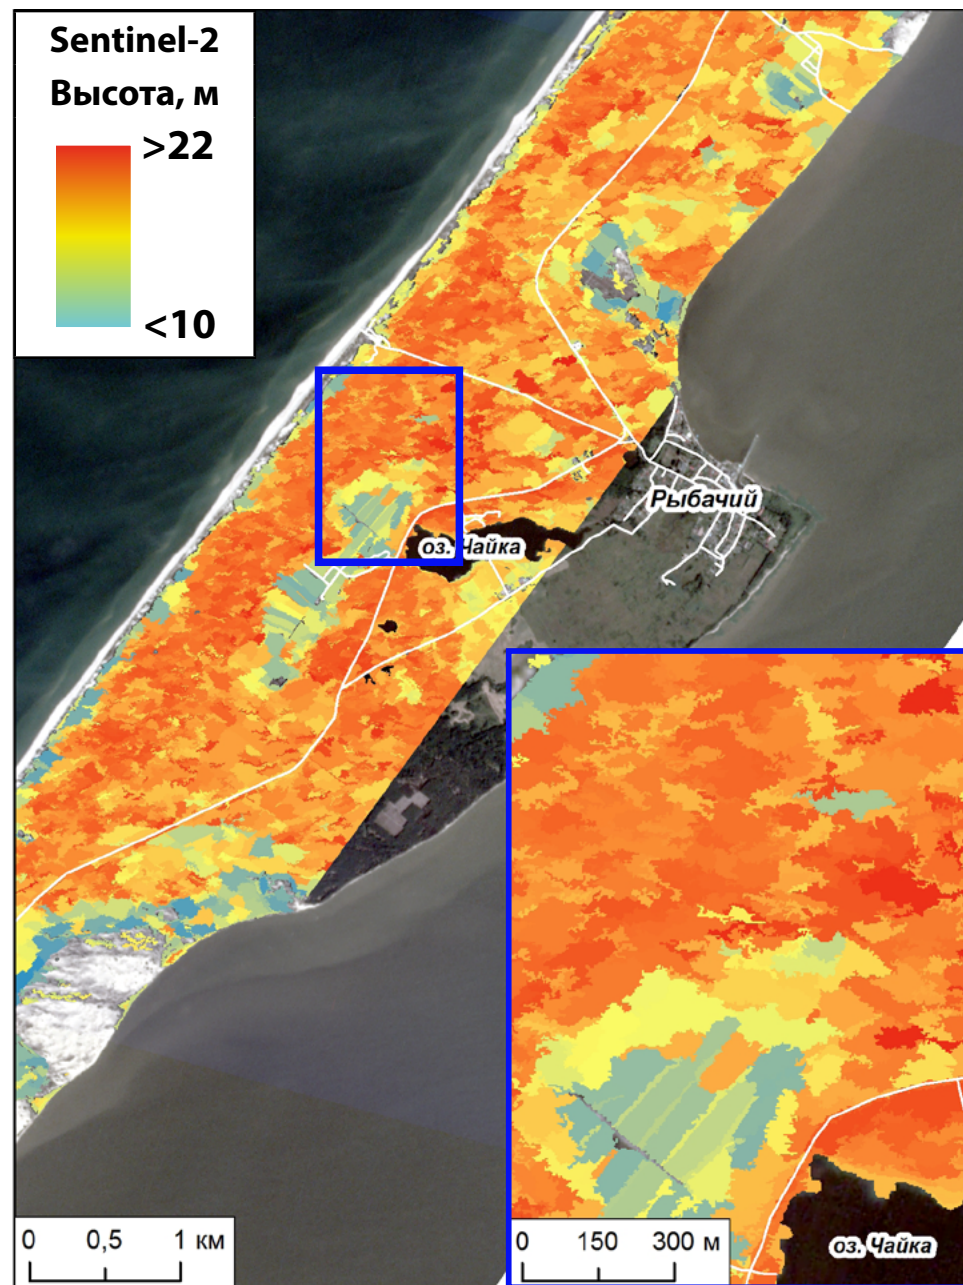 Sentinel-2
Высота, м
>22
<10
Рыбачий
оз. Чайка
0 0,5 1 км
0 150 300 м
оз. Чайка